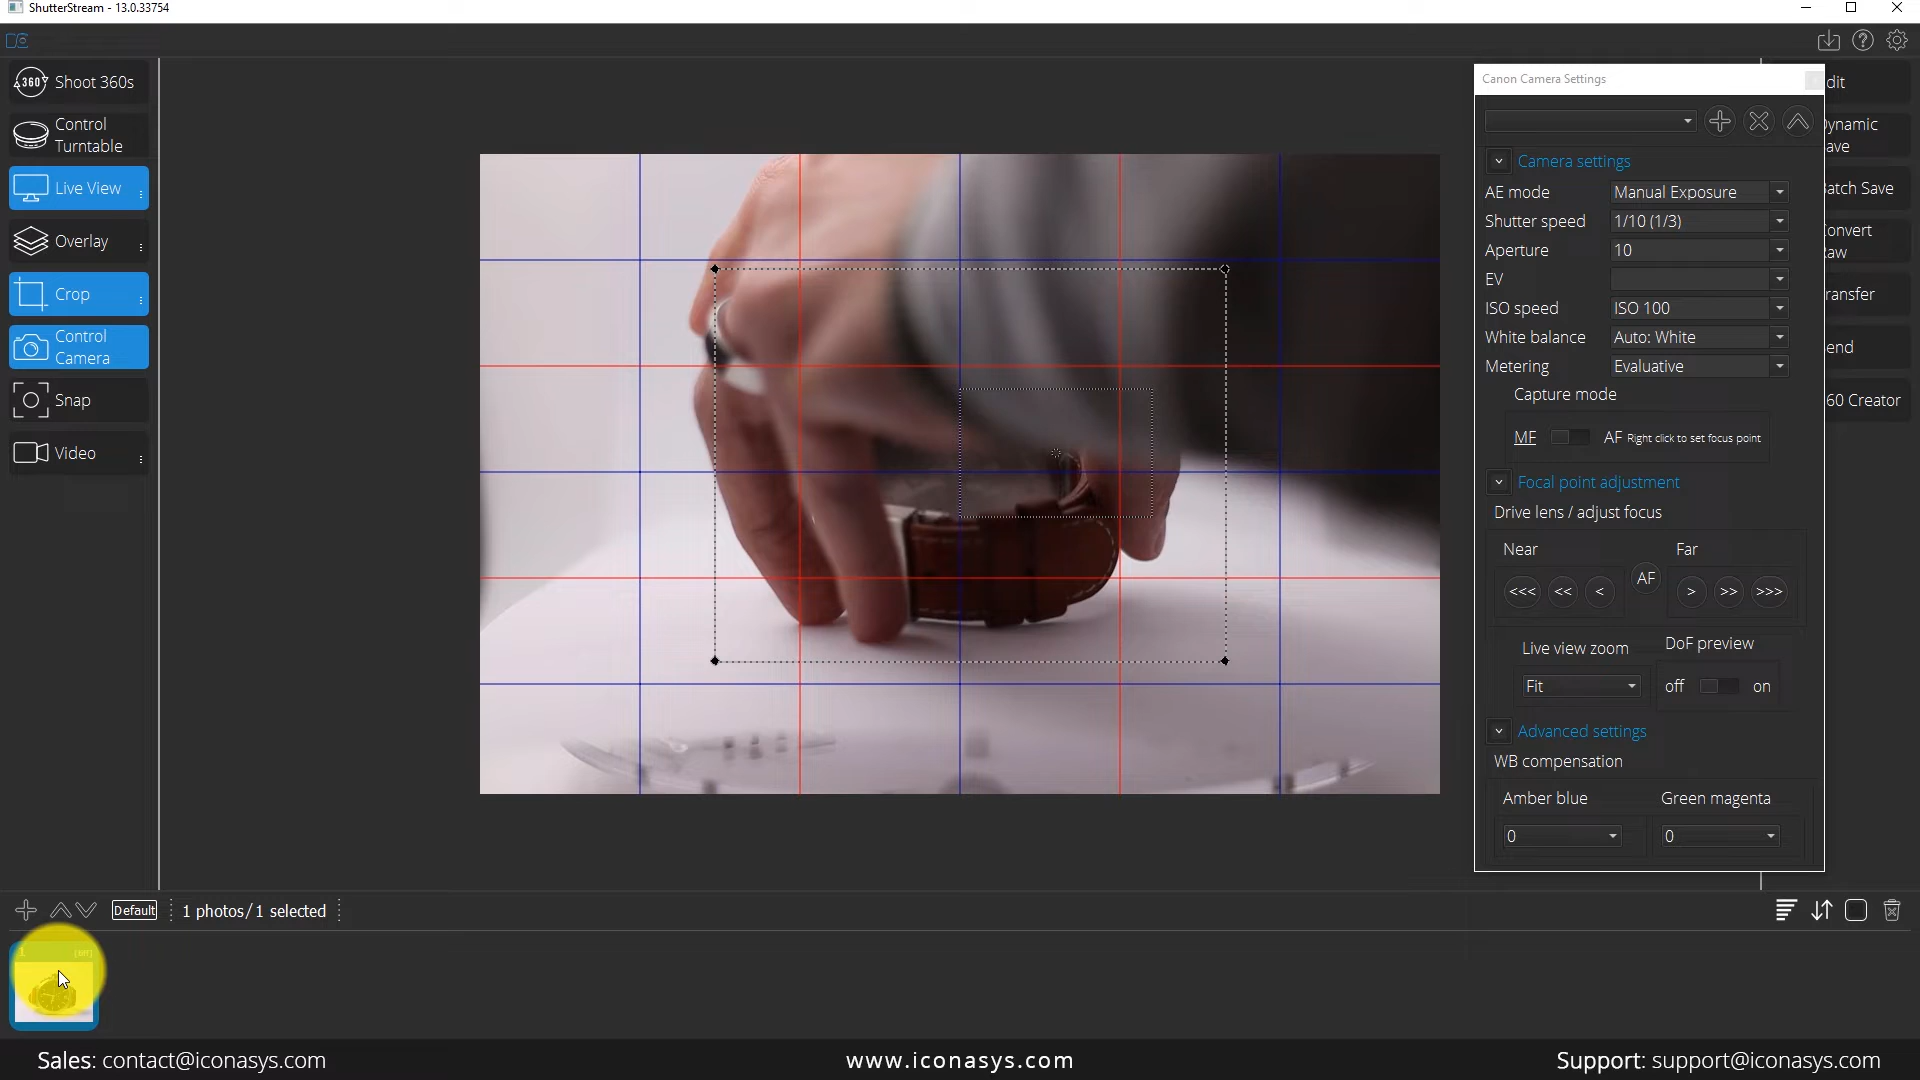 ShutterStream - 13.0.33754
360°
Shoot 360s
Control
Turntable
Live View
Overlay
Crop
Control
Camera
Snap
Video
Canon Camera Settings
Camera settings
AE mode
Manual Exposure
Shutter speed
1/10 (1/3)
Aperture
10
EV
ISO speed
ISO 100
White balance
Auto: White
Metering
Evaluative
Capture mode
MF
AF Right click to set focus point
Focal point adjustment
Drive lens / adjust focus
Near
Far
<<<
<<
<
AF
>
>>
>>>
Live view zoom
DoF preview
Fit
off
on
Advanced settings
WB compensation
Amber blue
Green magenta
0
0
dit
ynamic
ave
atch Save
onvert
aw
ransfer
end
60 Creator
Default
1 photos/1 selected
1
Sales: contact@iconasys.com
www.iconasys.com
Support: support@iconasys.com